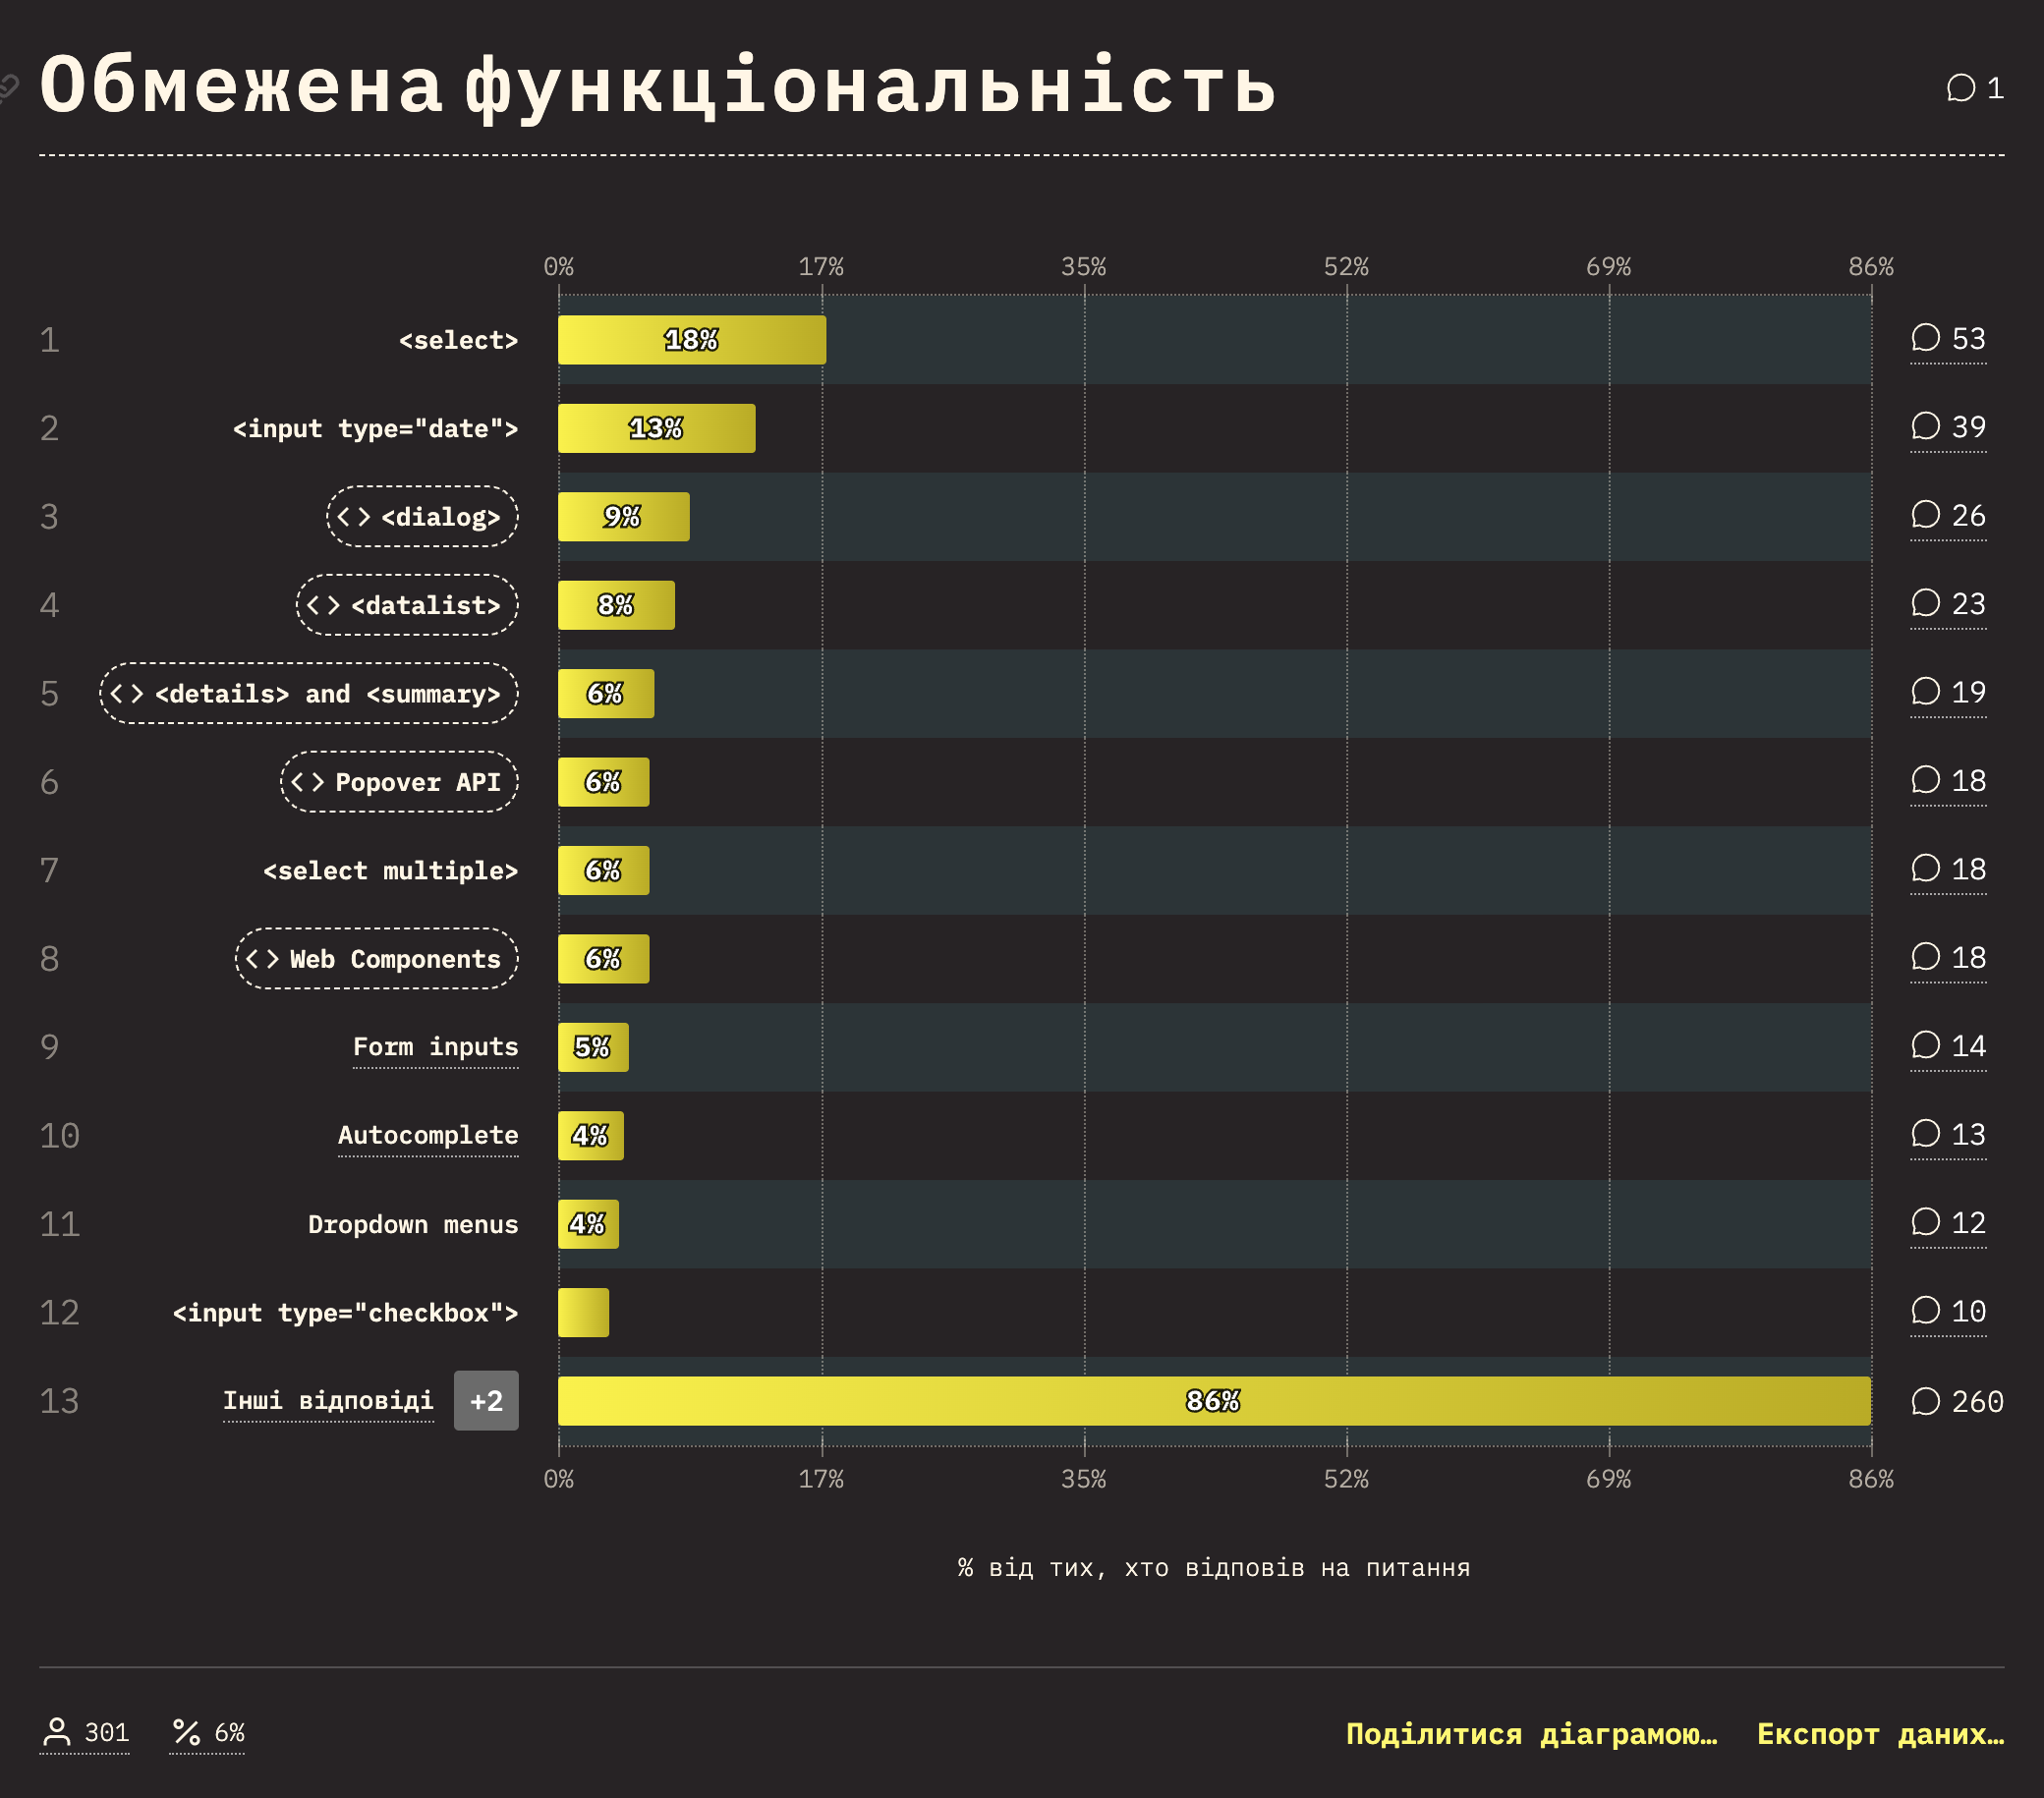 Обмежена функціональність
1
0% 17% 35% 52% 69% 86%
1 <select> 18% 53
2 <input type="date"> 13% 39
3 <> <dialog> 9% 26
4 <> <datalist> 8% 23
5 <> <details> and <summary> 6% 19
6 <> Popover API 6% 18
7 <select multiple> 6% 18
8 <> Web Components 6% 18
9 Form inputs 5% 14
10 Autocomplete 4% 13
11 Dropdown menus 4% 12
12 <input type="checkbox"> 10
13 Інші відповіді +2 86% 260
0% 17% 35% 52% 69% 86%
% від тих, хто відповів на питання
301 % 6% Поділитися діаграмою… Експорт даних…